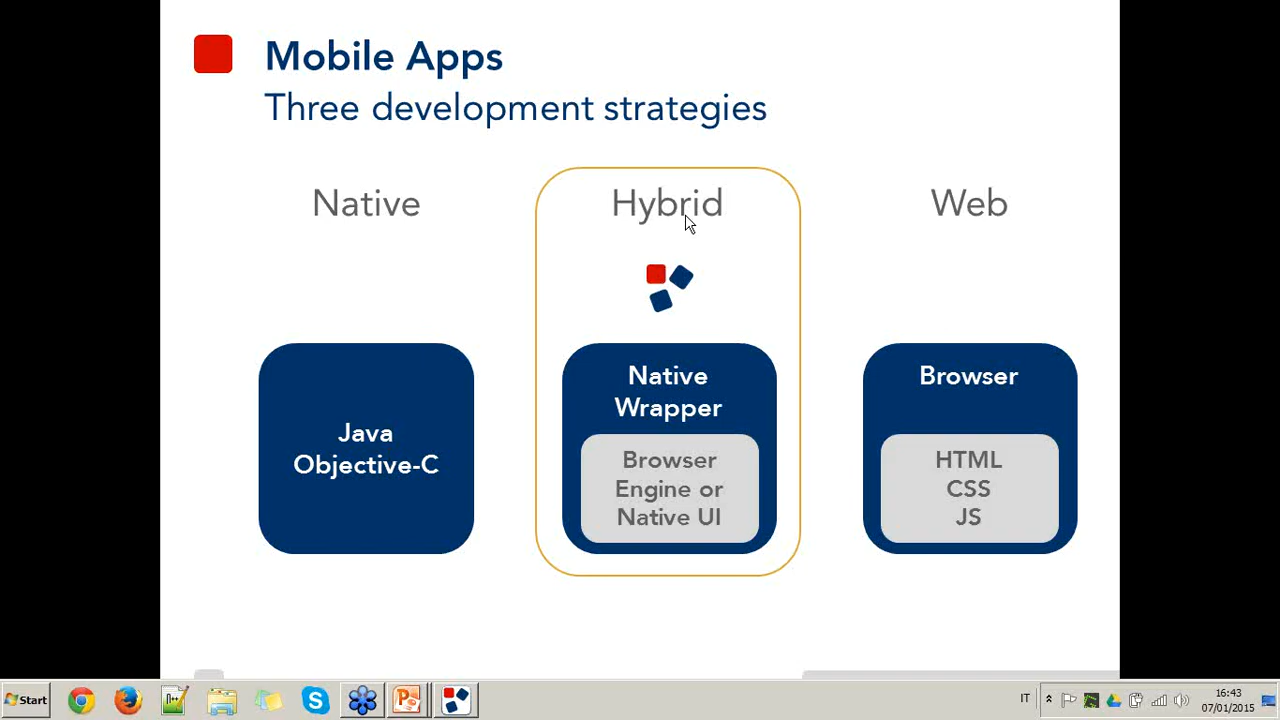 Mobile Apps
Three development strategies
Native
Hybrid
Web
Java
Objective-C
Native
Wrapper
Browser
Engine or
Native UI
Browser
HTML
CSS
JS
Start
IT
16:43
07/01/2015